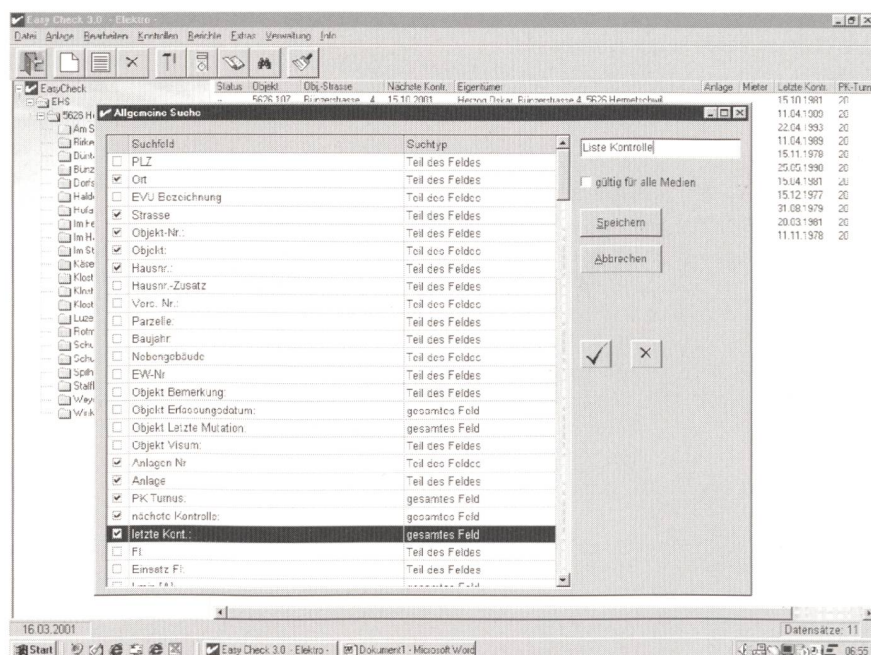 Easy Check 3.0 - Elektro -
Datei Anlage Bearbeiten Kontrollen Berichte Extras Verwaltung Info
EasyCheck
EHS
Status Objekt Obj.-Strasse Nächste Kontr. Eigentümer Anlage Mieter Letzte Kontr. PK-Turn
5626.107 Bünzerstrasse 4 15.10.2001 Herzog Oskar, Bünzerstrasse 4, 5626 Hermetschwil 15.10.1981 20
11.04.1989 20
22.04.1993 20
11.04.1989 20
15.11.1978 20
25.05.1990 20
15.04.1981 20
15.12.1977 20
31.08.1979 20
20.03.1981 20
11.11.1978 20
Allgemeine Suche
Suchfeld Suchtyp
PLZ Teil des Feldes
Ort Teil des Feldes
EVU Bezeichnung Teil des Feldes
Strasse Teil des Feldes
Objekt-Nr.: Teil des Feldes
Objekt: Teil des Feldes
Hausnr.: Teil des Feldes
Hausnr.-Zusatz Teil des Feldes
Vers. Nr.: Teil des Feldes
Parzelle: Teil des Feldes
Baujahr: Teil des Feldes
Nebengebäude Teil des Feldes
EW-Nr Teil des Feldes
Objekt Bemerkung: Teil des Feldes
Objekt Erfassungsdatum: gesamtes Feld
Objekt Letzte Mutation: gesamtes Feld
Objekt Visum: Teil des Feldes
Anlagen Nr Teil des Feldes
Anlage Teil des Feldes
PK Turnus: gesamtes Feld
nächste Kontrolle: gesamtes Feld
letzte Kont.: gesamtes Feld
FI: Teil des Feldes
Einsatz FI: Teil des Feldes
Liste Kontrolle
gültig für alle Medien
Speichern
Abbrechen
16.03.2001
Datensätze: 11
Start
Easy Check 3.0 - Elektro -
Dokument1 - Microsoft Word
06:55